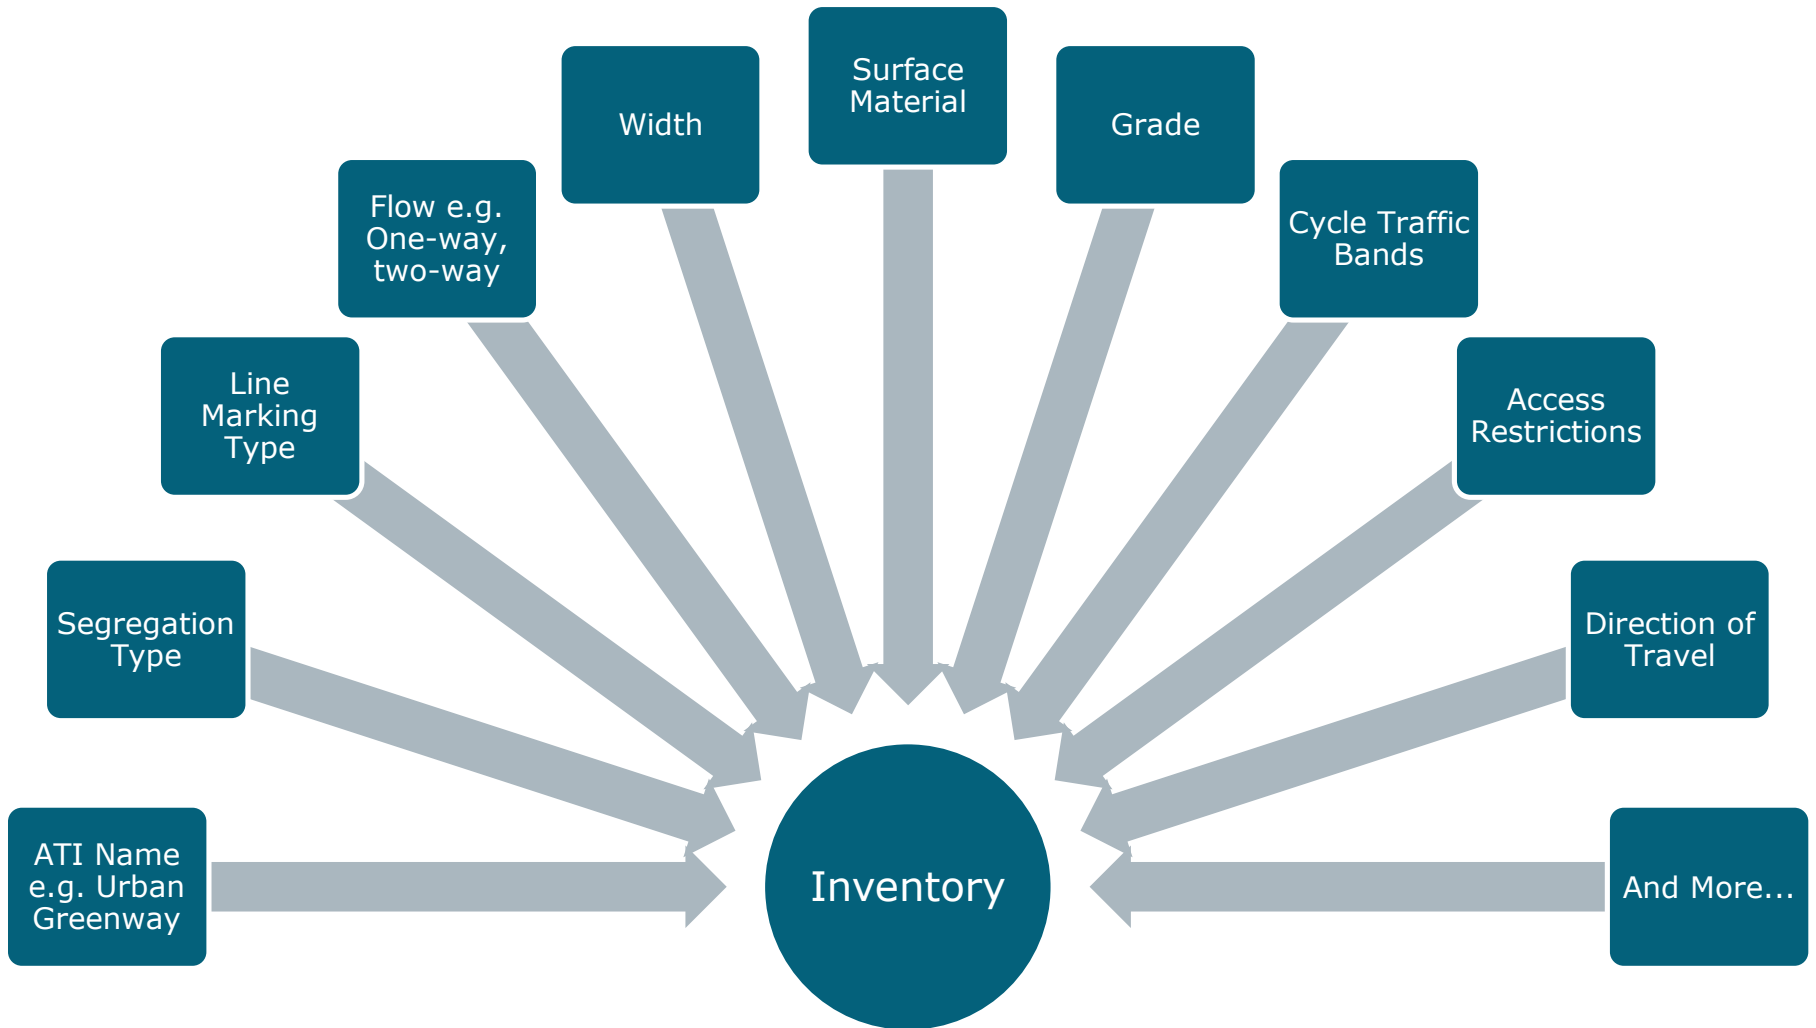 Surface
Material
Width
Grade
Flow e.g.
One-way,
two-way
Cycle Traffic
Bands
Line
Marking
Type
Access
Restrictions
Segregation
Type
Direction of
Travel
ATI Name
e.g. Urban
Greenway
Inventory
And More...